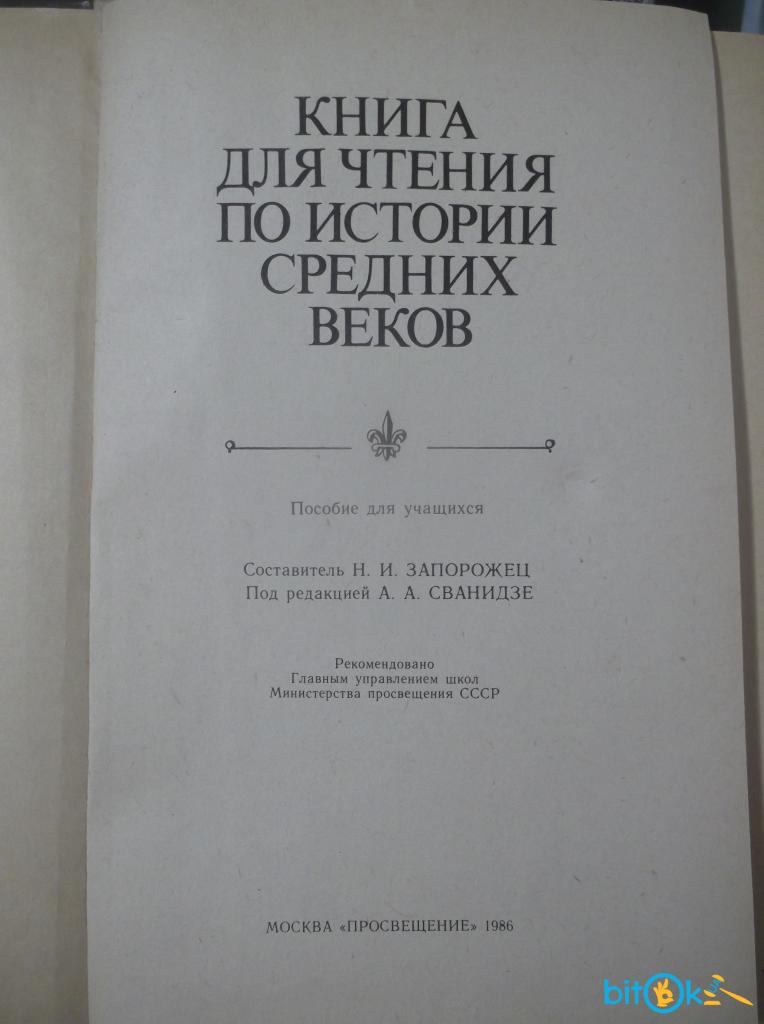 КНИГА
ДЛЯ ЧТЕНИЯ
ПО ИСТОРИИ
СРЕДНИХ
ВЕКОВ
Пособие для учащихся
Составитель Н. И. ЗАПОРОЖЕЦ
Под редакцией А. А. СВАНИДЗЕ
Рекомендовано
Главным управлением школ
Министерства просвещения СССР
МОСКВА «ПРОСВЕЩЕНИЕ» 1986
bitOk